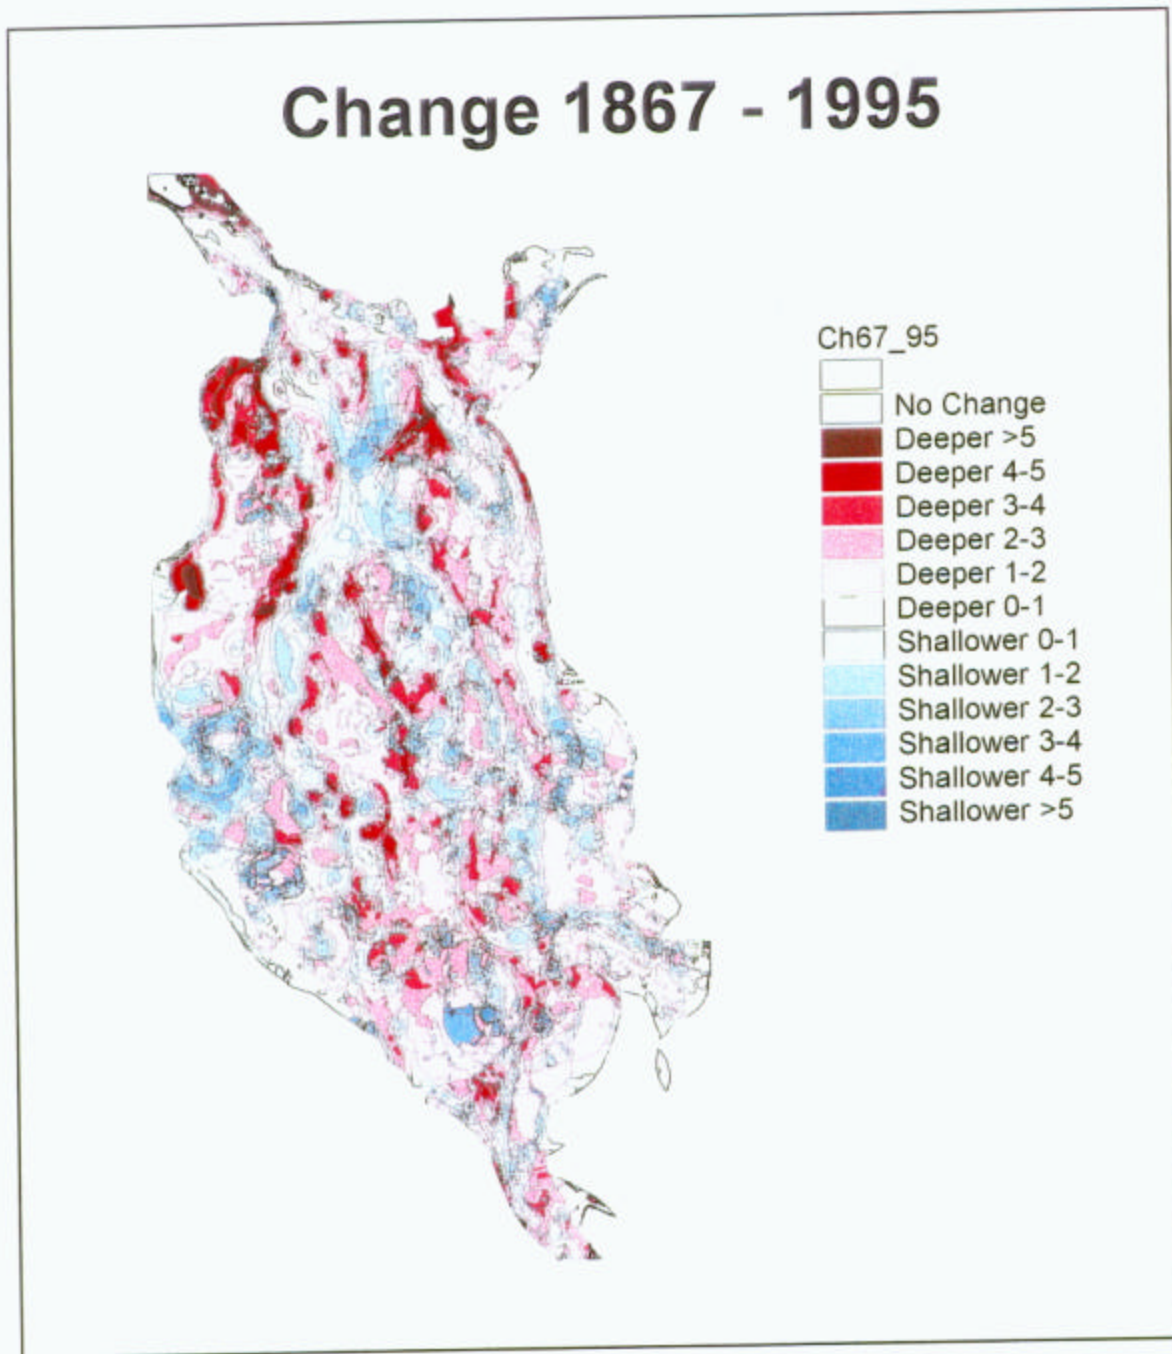 Change 1867 - 1995
Ch67_95
No Change
Deeper >5
Deeper 4-5
Deeper 3-4
Deeper 2-3
Deeper 1-2
Deeper 0-1
Shallower 0-1
Shallower 1-2
Shallower 2-3
Shallower 3-4
Shallower 4-5
Shallower >5